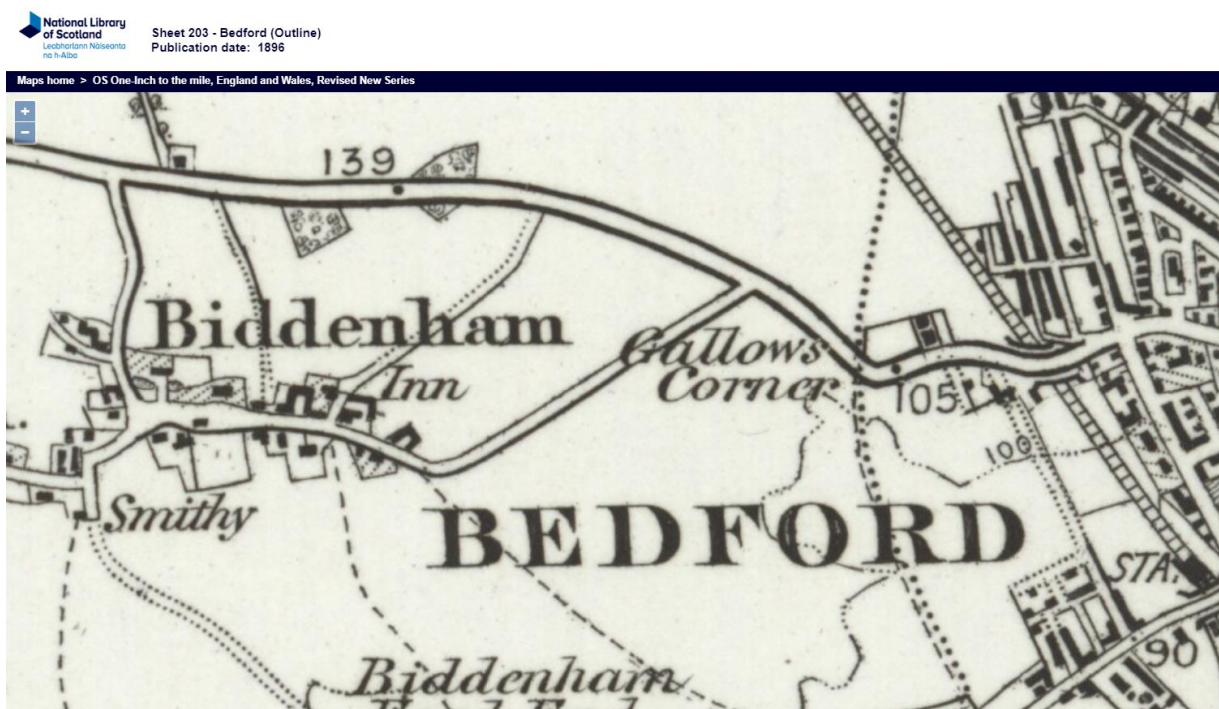 National Library
of Scotland
Leabharlann Nàiseanta
na h-Alba
Sheet 203 - Bedford (Outline)
Publication date: 1896
Maps home > OS One-Inch to the mile, England and Wales, Revised New Series
+
−
139
Biddenham
Gallows
Corner
Inn
105
100
Smithy
BEDFORD
STA.
90
Biddenham